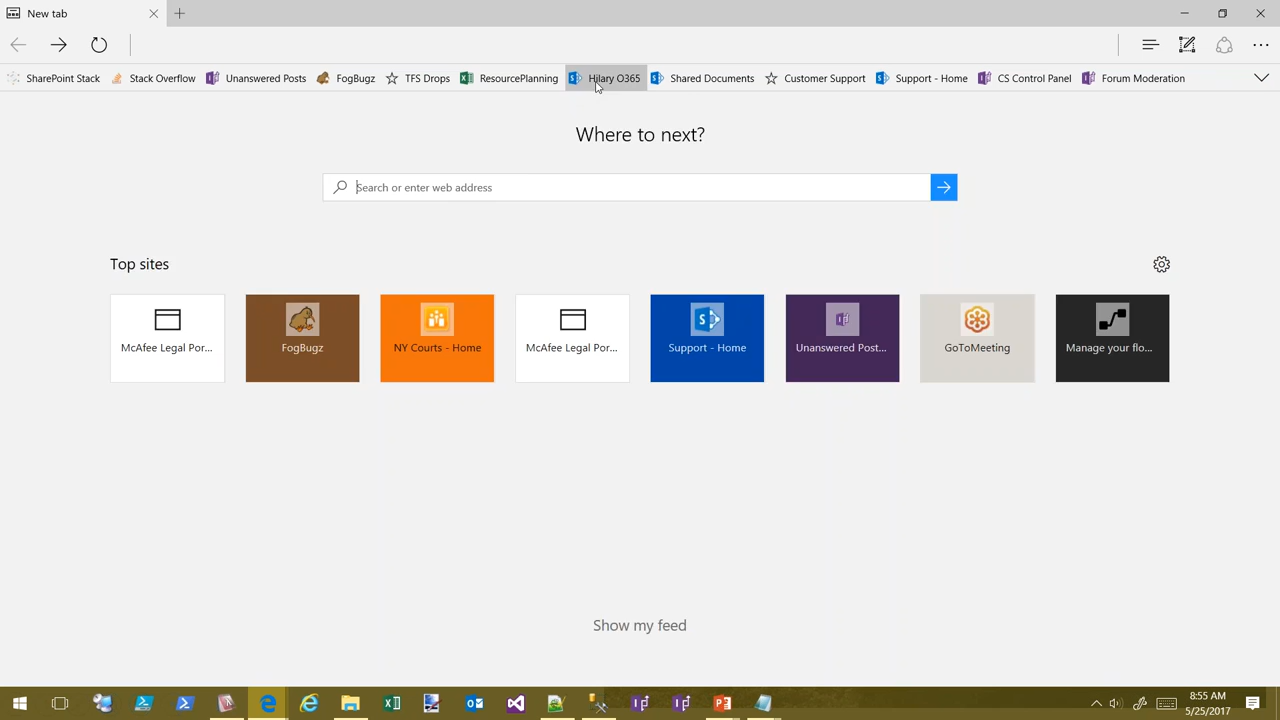 New tab
SharePoint Stack Stack Overflow Unanswered Posts FogBugz TFS Drops ResourcePlanning Hilary O365 Shared Documents Customer Support Support - Home CS Control Panel Forum Moderation
Where to next?
Search or enter web address
Top sites
McAfee Legal Por... FogBugz NY Courts - Home McAfee Legal Por... Support - Home Unanswered Post... GoToMeeting Manage your flo...
Show my feed
8:55 AM
5/25/2017